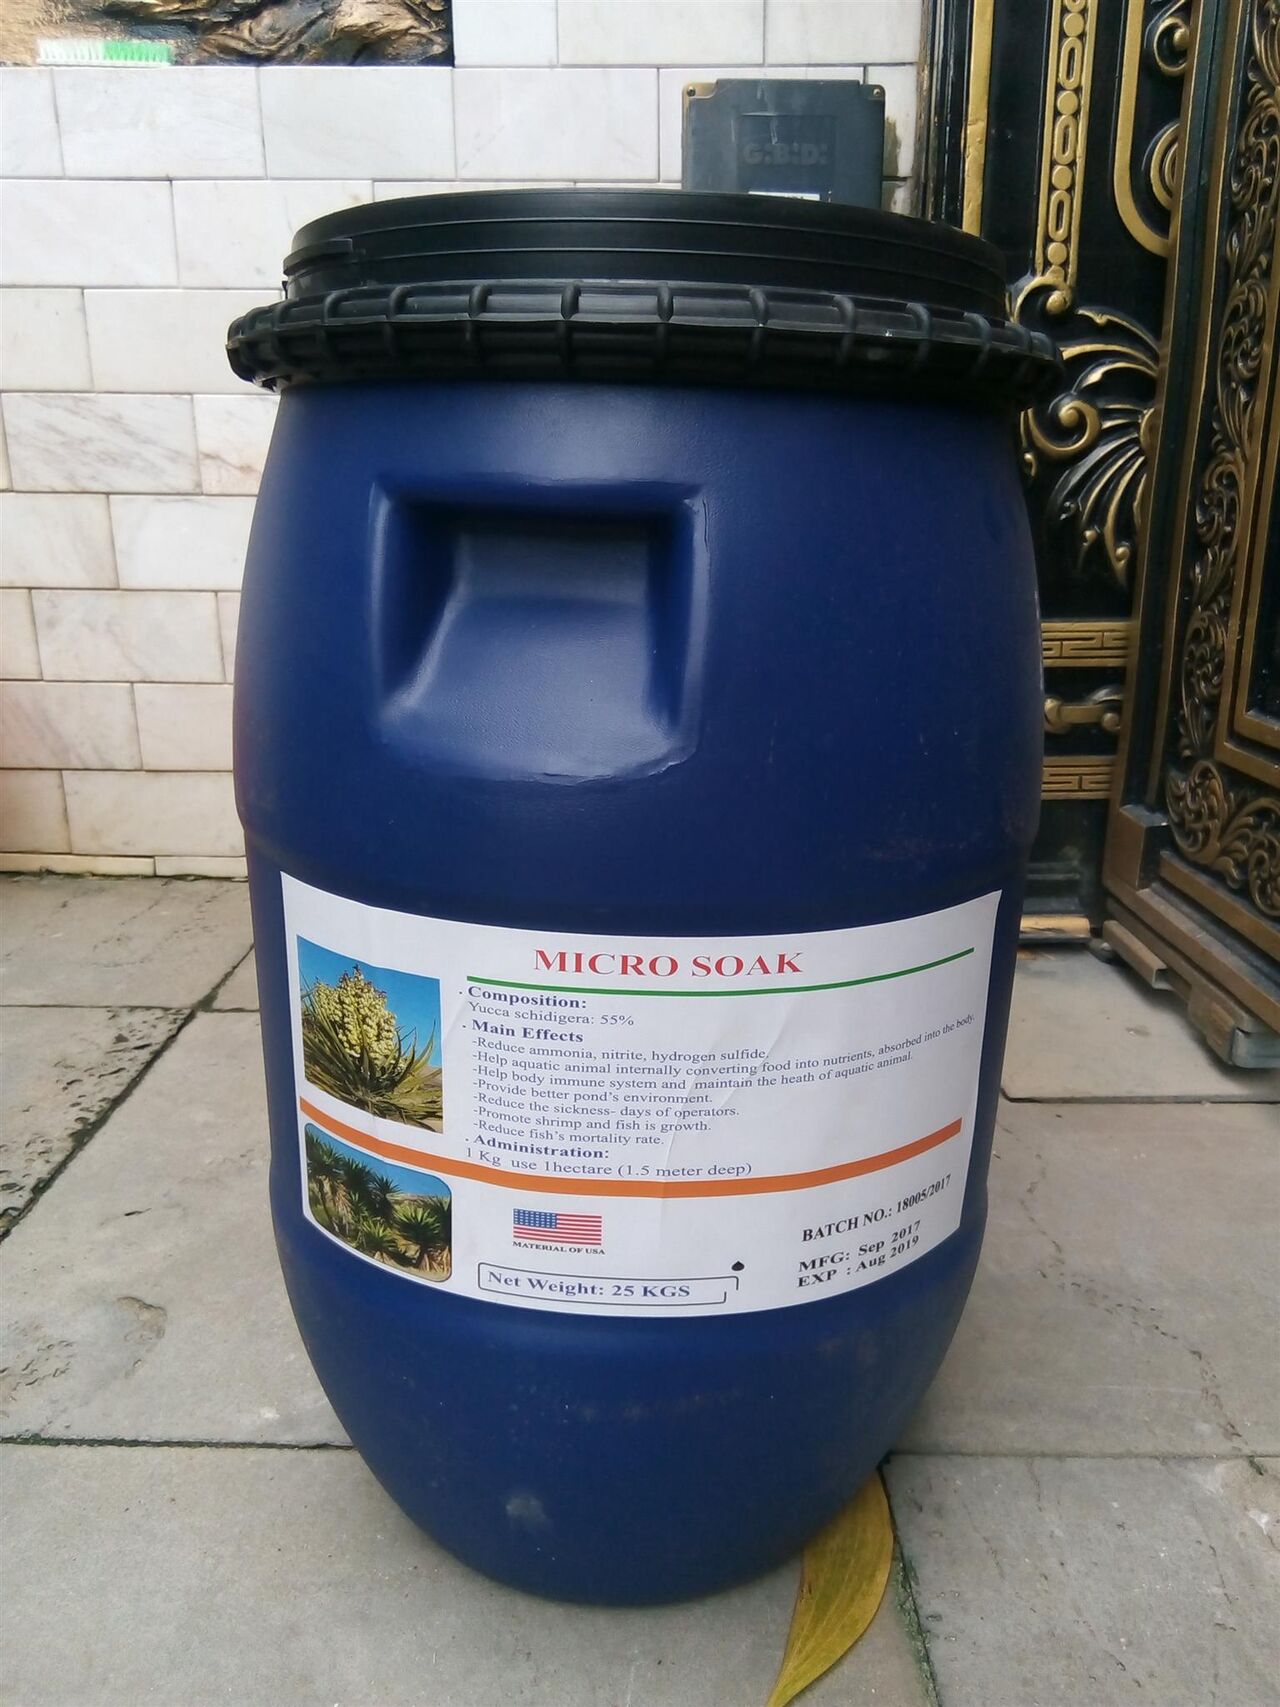 GiBiDi
MICRO SOAK
. Composition:
Yucca schidigera: 55%
. Main Effects
-Reduce ammonia, nitrite, hydrogen sulfide.
-Help aquatic animal internally converting food into nutrients, absorbed into the body.
-Help body immune system and maintain the heath of aquatic animal.
-Provide better pond's environment.
-Reduce the sickness- days of operators.
-Promote shrimp and fish is growth.
-Reduce fish's mortality rate.
. Administration:
1 Kg use 1hectare (1.5 meter deep)
MATERIAL OF USA
Net Weight: 25 KGS
BATCH NO.: 18005/2017
MFG: Sep 2017
EXP : Aug 2019